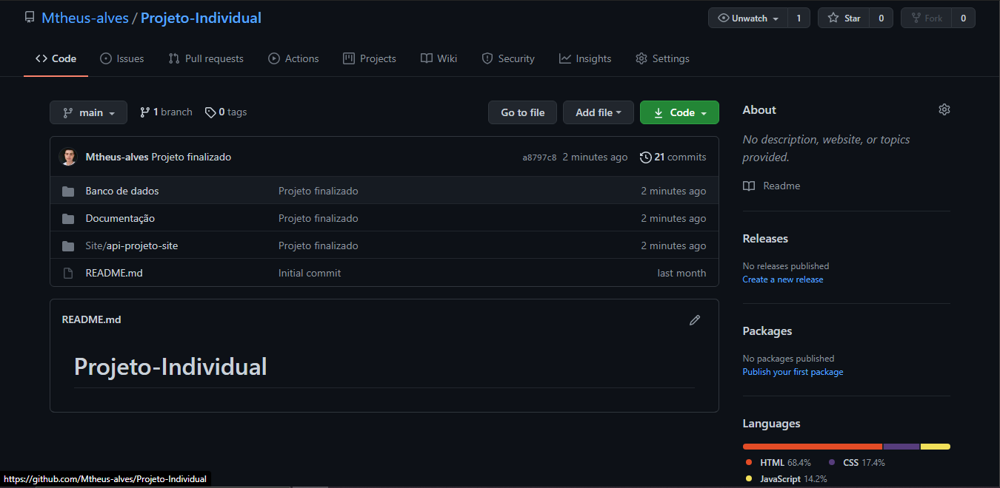 Mtheus-alves / Projeto-Individual
Unwatch 1 Star 0 Fork 0
Code Issues Pull requests Actions Projects Wiki Security Insights Settings
main 1 branch 0 tags Go to file Add file Code
Mtheus-alves Projeto finalizado a8797c8 2 minutes ago 21 commits
Banco de dados Projeto finalizado 2 minutes ago
Documentação Projeto finalizado 2 minutes ago
Site/api-projeto-site Projeto finalizado 2 minutes ago
README.md Initial commit last month
README.md
Projeto-Individual
About
No description, website, or topics
provided.
Readme
Releases
No releases published
Create a new release
Packages
No packages published
Publish your first package
Languages
HTML 68.4% CSS 17.4%
JavaScript 14.2%
https://github.com/Mtheus-alves/Projeto-Individual